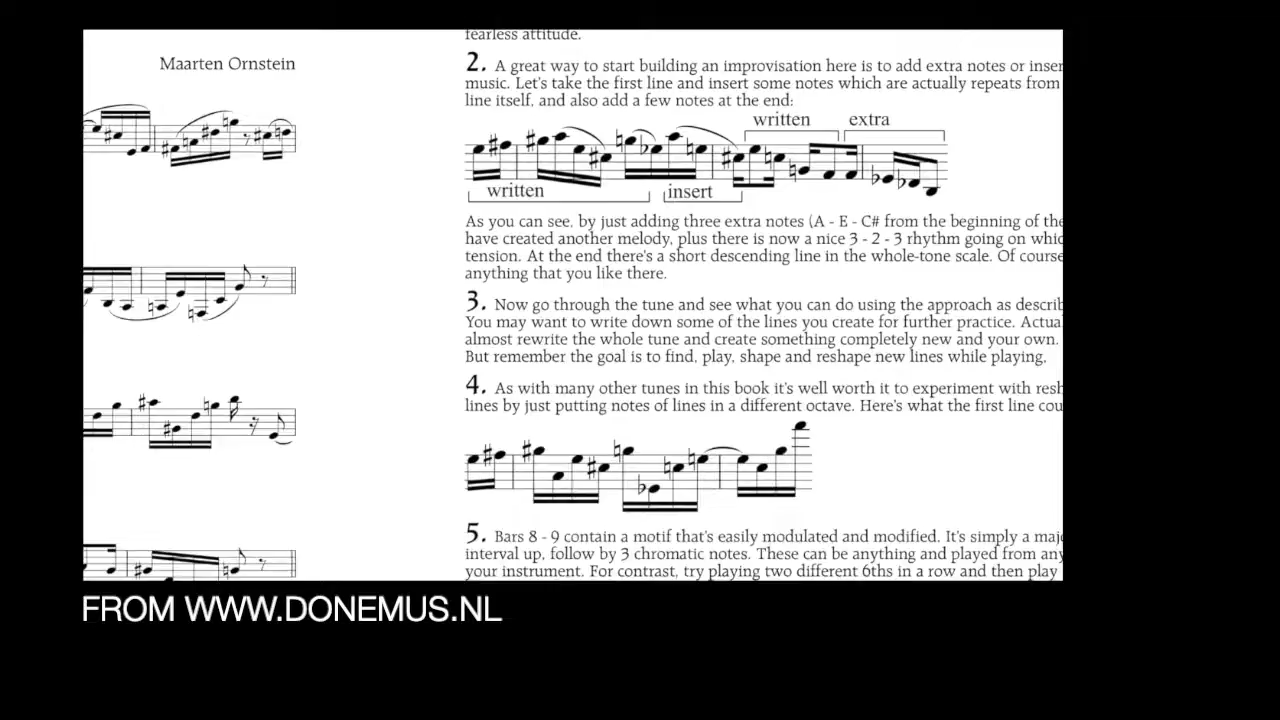 Maarten Ornstein
fearless attitude.
2. A great way to start building an improvisation here is to add extra notes or inser
music. Let's take the first line and insert some notes which are actually repeats from
line itself, and also add a few notes at the end:
written extra
written insert
As you can see, by just adding three extra notes (A - E - C# from the beginning of the
have created another melody, plus there is now a nice 3 - 2 - 3 rhythm going on whic
tension. At the end there's a short descending line in the whole-tone scale. Of course
anything that you like there.
3. Now go through the tune and see what you can do using the approach as describ
You may want to write down some of the lines you create for further practice. Actua
almost rewrite the whole tune and create something completely new and your own.
But remember the goal is to find, play, shape and reshape new lines while playing.
4. As with many other tunes in this book it's well worth it to experiment with resh
lines by just putting notes of lines in a different octave. Here's what the first line cou
5. Bars 8 - 9 contain a motif that's easily modulated and modified. It's simply a majo
interval up, follow by 3 chromatic notes. These can be anything and played from any
your instrument. For contrast, try playing two different 6ths in a row and then play
FROM WWW.DONEMUS.NL